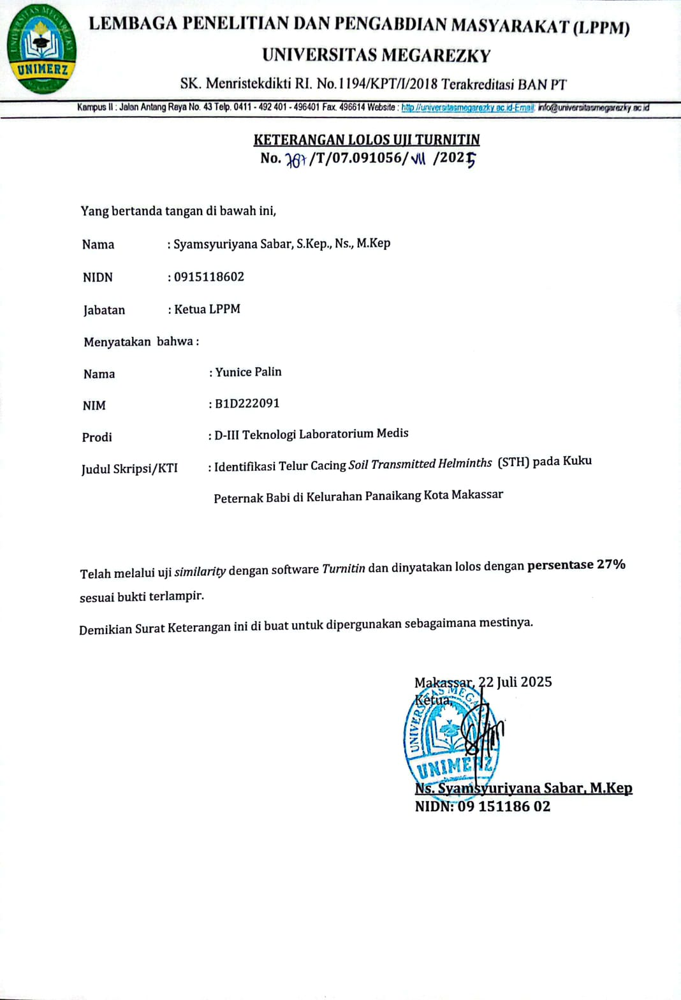 UNIVERSITAS MEGAREZKY
UNIMERZ
MAKASSAR
LEMBAGA PENELITIAN DAN PENGABDIAN MASYARAKAT (LPPM)
UNIVERSITAS MEGAREZKY
SK. Menristekdikti RI. No.1194/KPT/I/2018 Terakreditasi BAN PT
Kampus II : Jalan Antang Raya No. 43 Telp. 0411 - 492 401 - 496401 Fax. 496614 Website : http://universitasmegarezky.ac.id-Email: info@universitasmegarezky.ac.id
KETERANGAN LOLOS UJI TURNITIN
No. 787/T/07.091056/VII /2025
Yang bertanda tangan di bawah ini,
Nama : Syamsyuriyana Sabar, S.Kep., Ns., M.Kep
NIDN : 0915118602
Jabatan : Ketua LPPM
Menyatakan bahwa :
Nama : Yunice Palin
NIM : B1D222091
Prodi : D-III Teknologi Laboratorium Medis
Judul Skripsi/KTI : Identifikasi Telur Cacing Soil Transmitted Helminths (STH) pada Kuku
Peternak Babi di Kelurahan Panaikang Kota Makassar
Telah melalui uji similarity dengan software Turnitin dan dinyatakan lolos dengan persentase 27%
sesuai bukti terlampir.
Demikian Surat Keterangan ini di buat untuk dipergunakan sebagaimana mestinya.
Makassar, 22 Juli 2025
Ketua,
UNIVERSITAS MEGAREZKY
UNIMERZ
Ns. Syamsyuriyana Sabar, M.Kep
NIDN: 09 151186 02